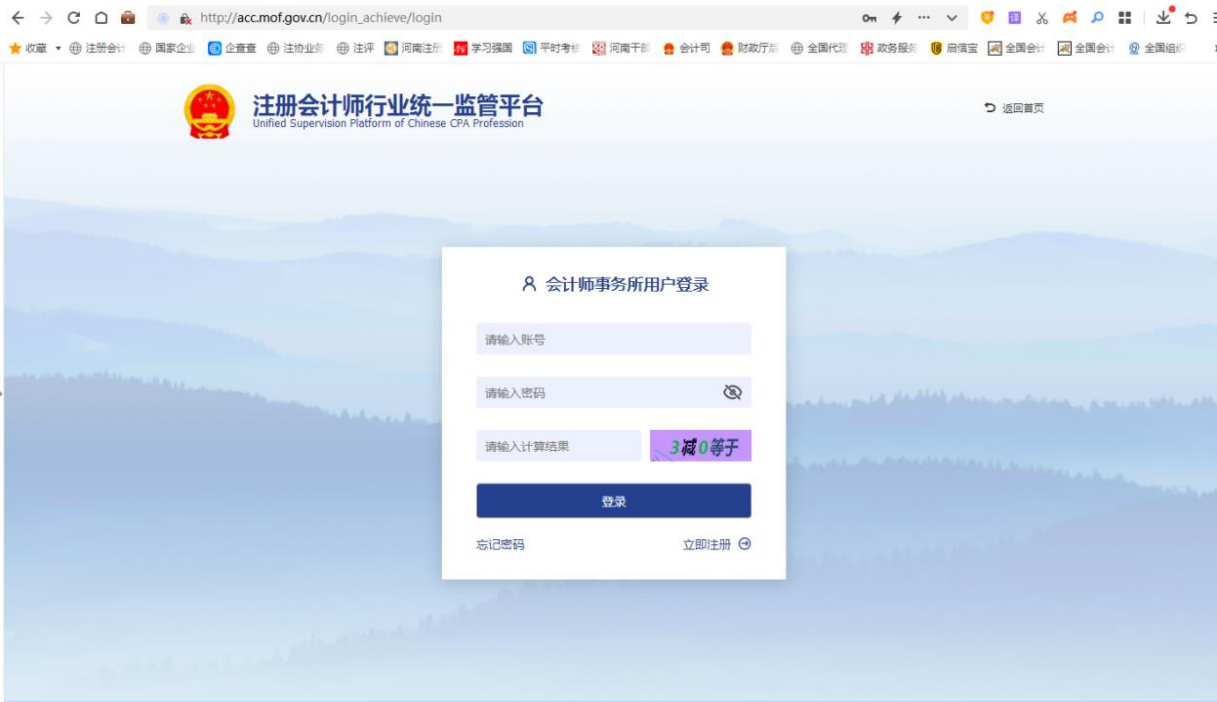 http://acc.mof.gov.cn/login_achieve/login
收藏 注册会计 国家企业 企查查 注协业务 注评 河南注册 学习强国 平时考核 河南干部 会计司 财政厅后 全国代理 政务服务 启信宝 全国会计 全国会计 全国组织
注册会计师行业统一监管平台
Unified Supervision Platform of Chinese CPA Profession
返回首页
会计师事务所用户登录
请输入账号
请输入密码
请输入计算结果
3减0等于
登录
忘记密码
立即注册